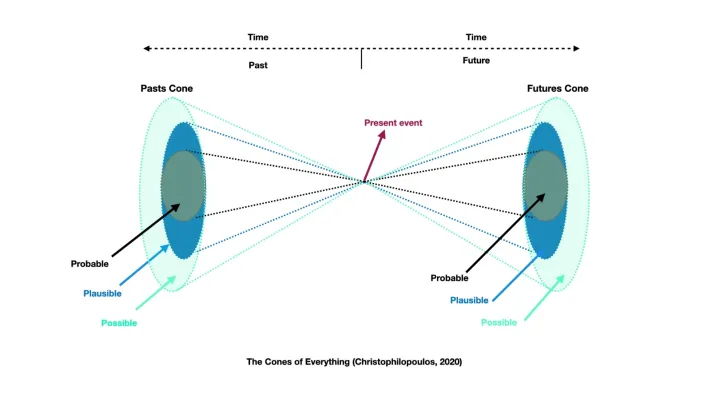 Time
Time
Past
Future
Pasts Cone
Futures Cone
Present event
Probable
Plausible
Possible
Probable
Plausible
Possible
The Cones of Everything (Christophilopoulos, 2020)